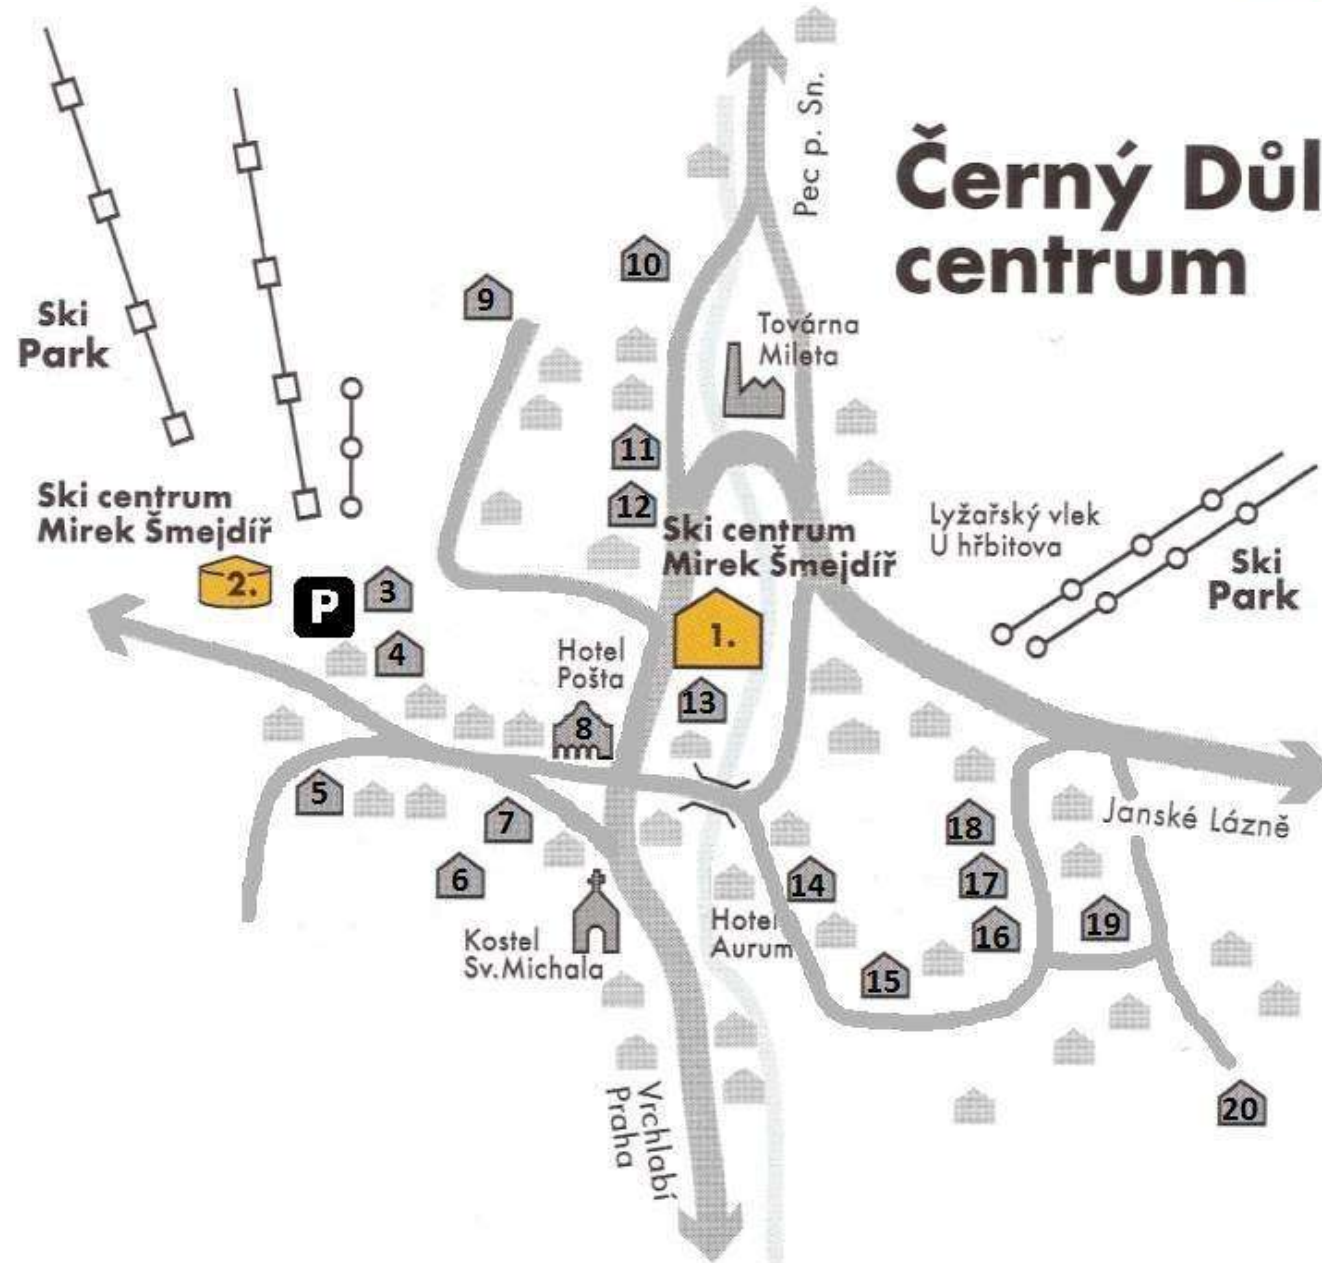 Pec p. Sn.
Černý Důl
centrum
10
9
Ski
Park
Továrna
Mileta
11
12
Ski centrum
Mirek Šmejdíř
Ski centrum
Mirek Šmejdíř
Lyžařský vlek
U hřbitova
Ski
Park
2.
P
3
4
1.
Hotel
Pošta
8
13
5
7
6
18
17
16
14
15
19
Janské Lázně
Hotel
Aurum
Kostel
Sv.Michala
Vrchlabí
Praha
20